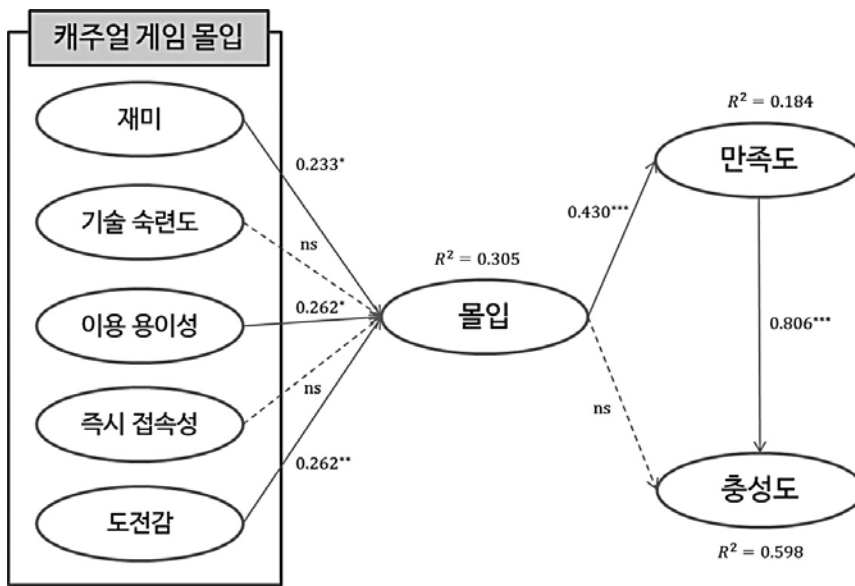 캐주얼 게임 몰입
재미
기술 숙련도
이용 용이성
즉시 접속성
도전감
0.233*
ns
0.262*
ns
0.262**
R² = 0.305
몰입
0.430***
ns
R² = 0.184
만족도
0.806***
충성도
R² = 0.598